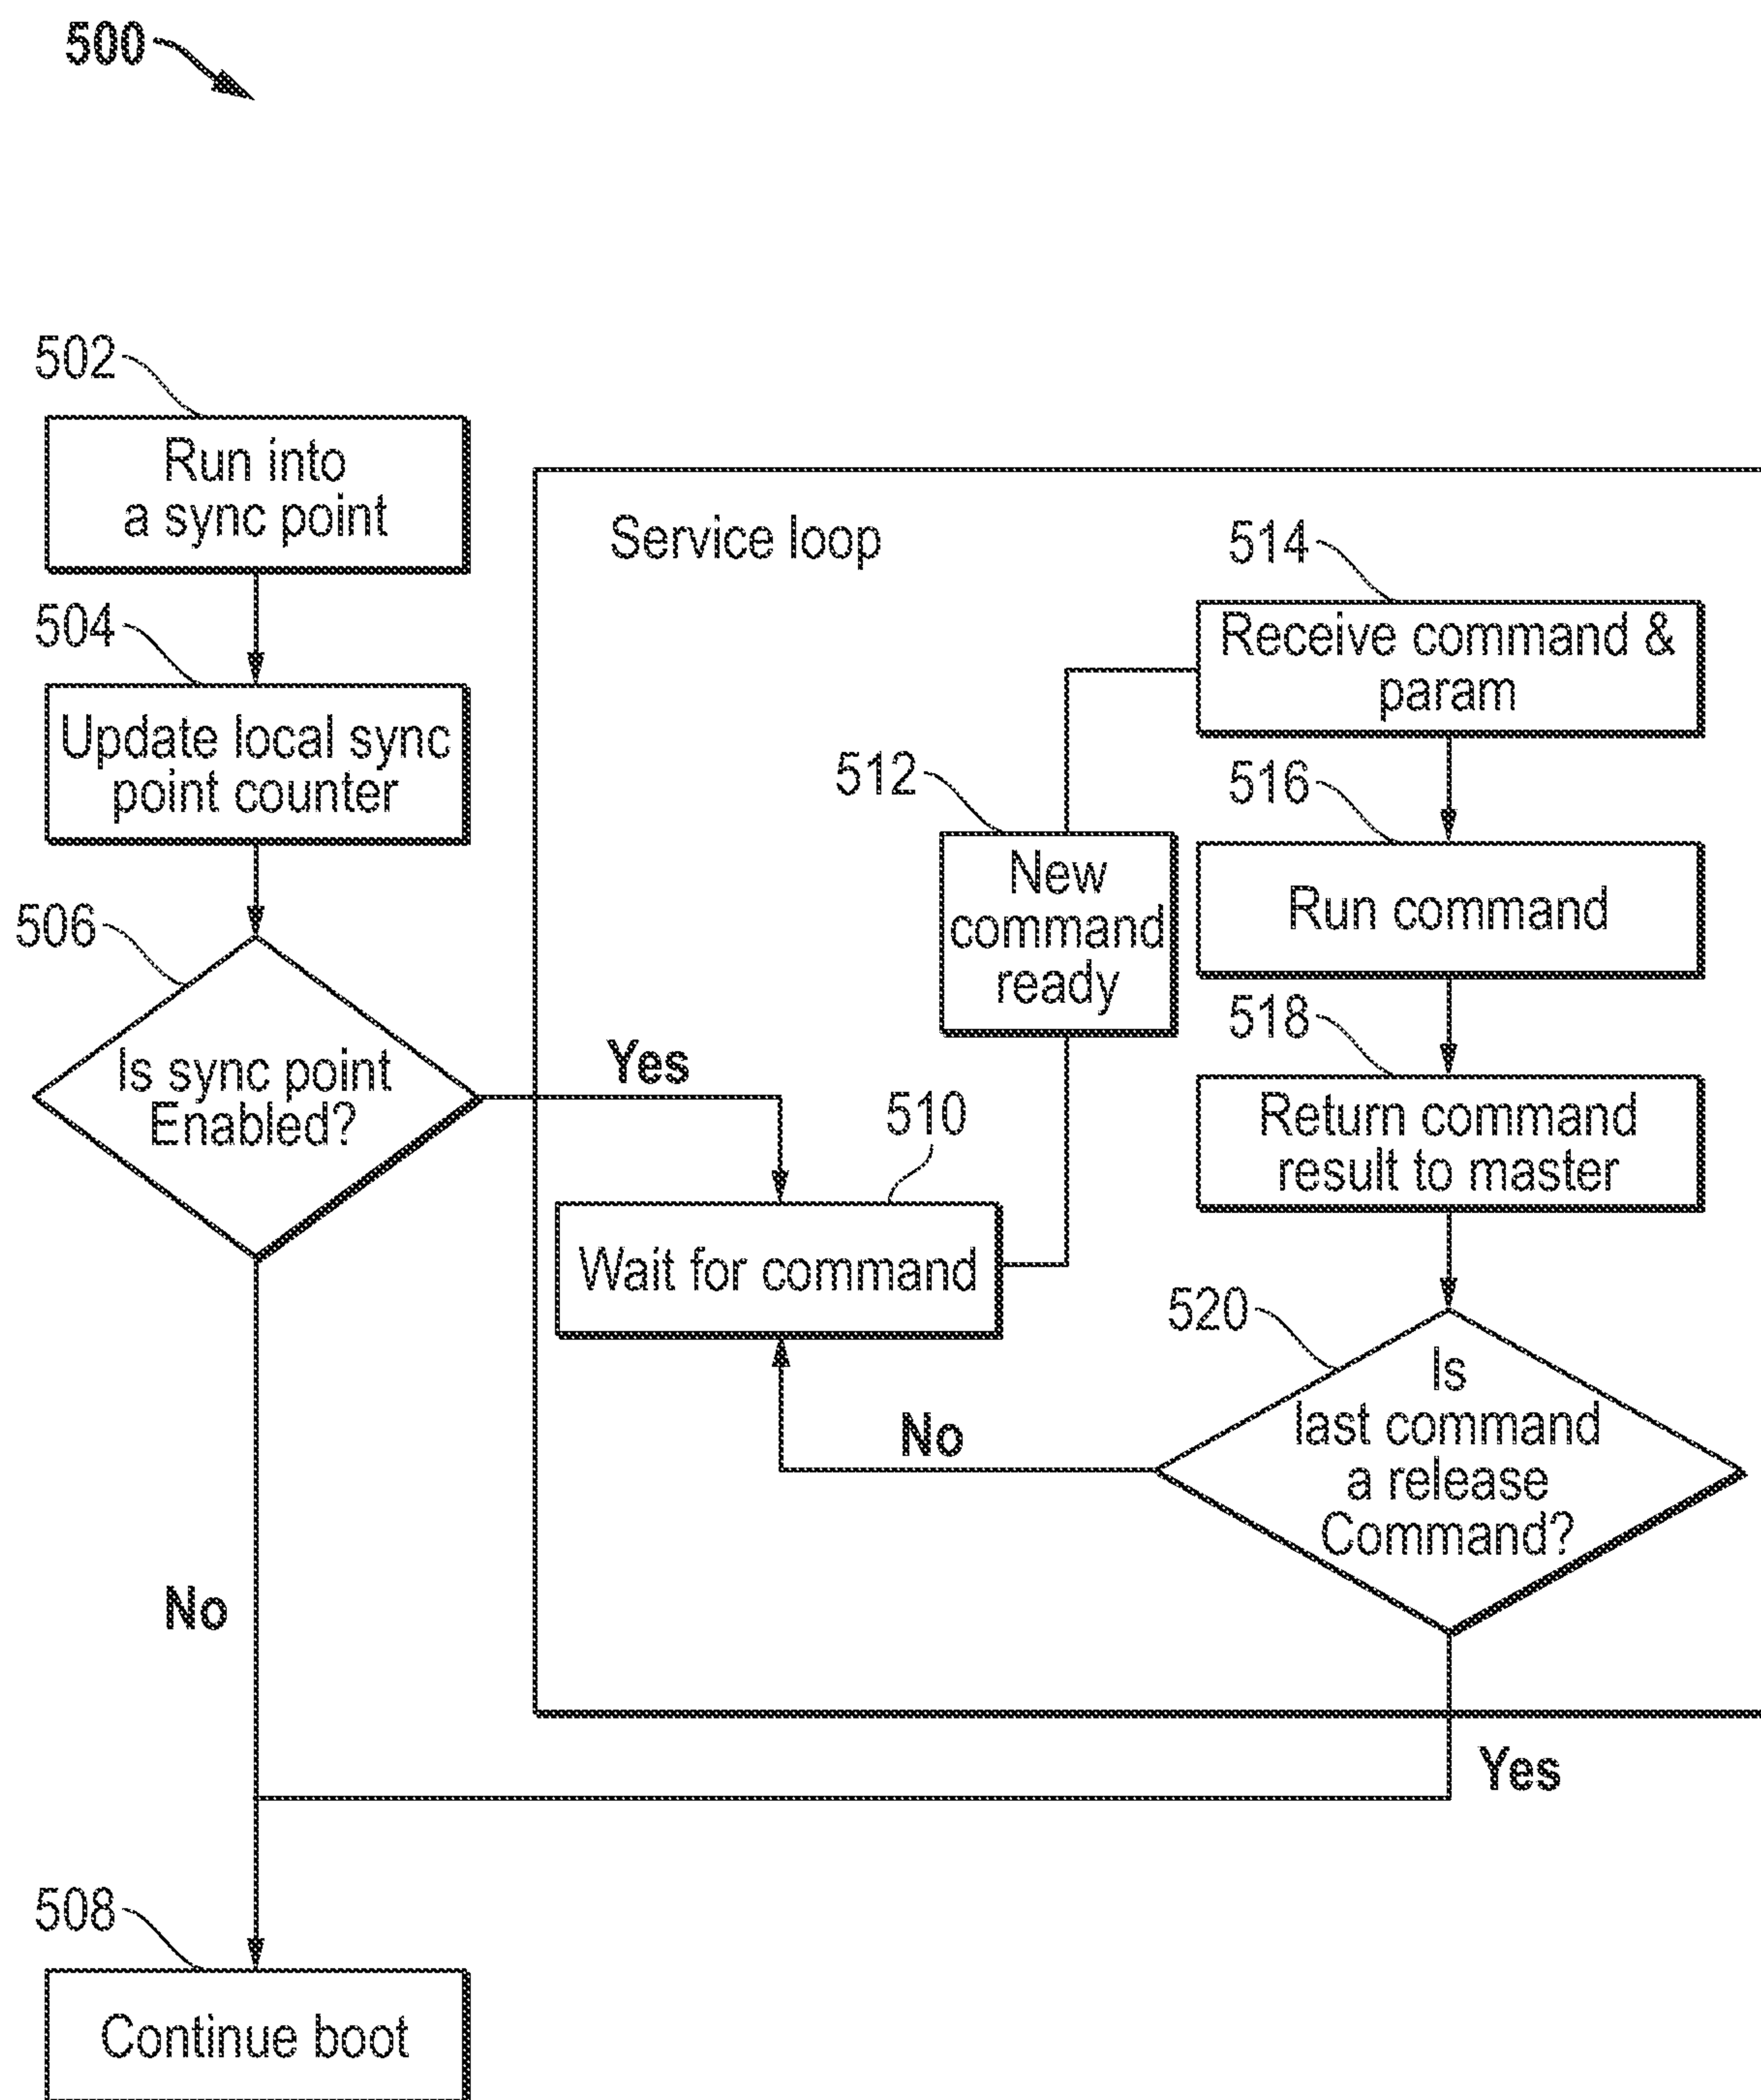 500
502
Run into
a sync point
504
Update local sync
point counter
506
Is sync point
Enabled?
Yes
No
508
Continue boot
Service loop
510
Wait for command
512
New
command
ready
514
Receive command &
param
516
Run command
518
Return command
result to master
520
Is
last command
a release
Command?
No
Yes